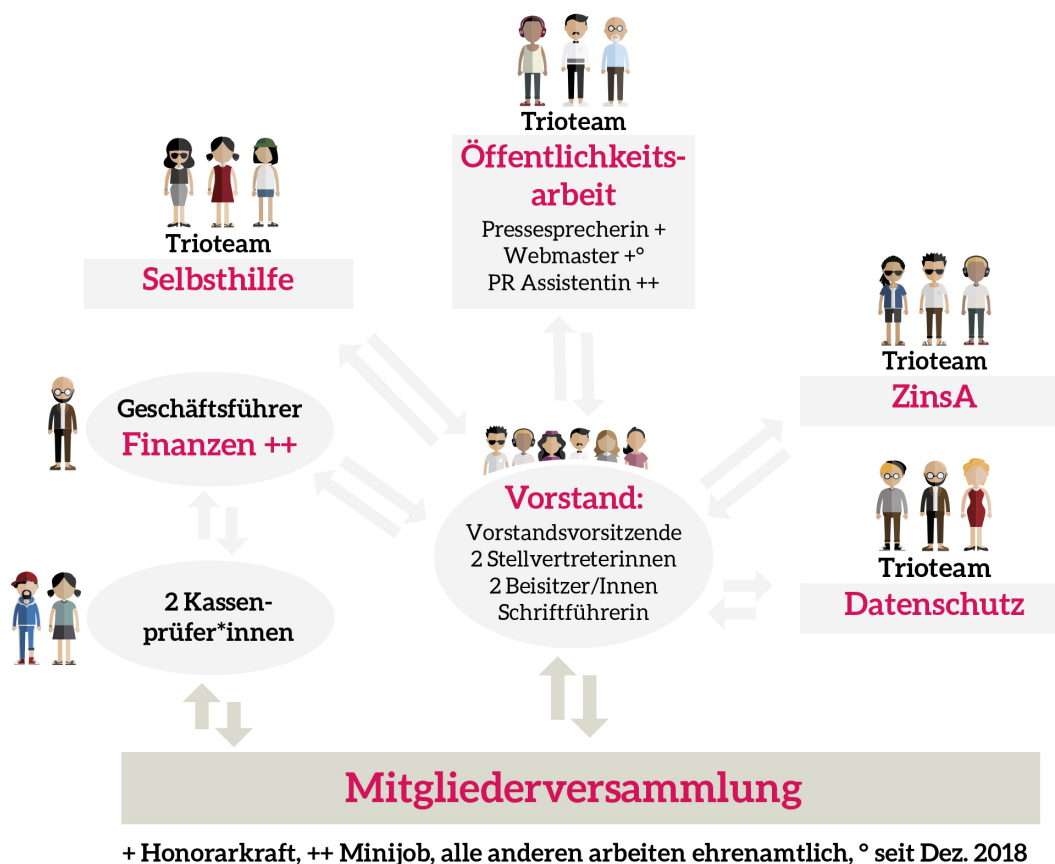 Trioteam
Öffentlichkeits-
arbeit
Pressesprecherin +
Webmaster +°
PR Assistentin ++
Trioteam
Selbsthilfe
Trioteam
ZinsA
Geschäftsführer
Finanzen ++
Vorstand:
Vorstandsvorsitzende
2 Stellvertreterinnen
2 Beisitzer/Innen
Schriftführerin
Trioteam
Datenschutz
2 Kassen-
prüfer*innen
Mitgliederversammlung
+ Honorarkraft, ++ Minijob, alle anderen arbeiten ehrenamtlich, ° seit Dez. 2018